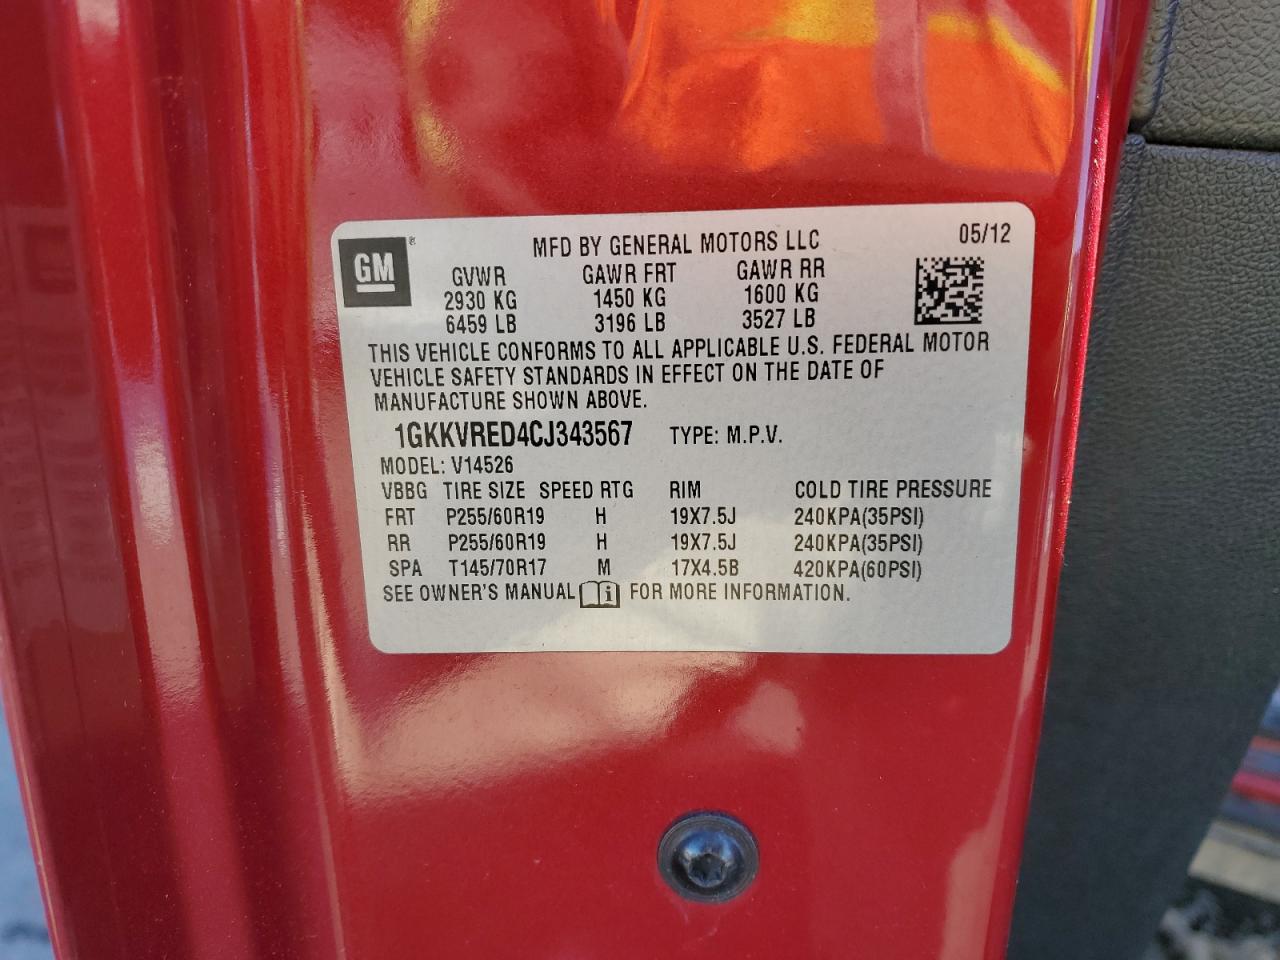 GM ®
MFD BY GENERAL MOTORS LLC 05/12
GVWR GAWR FRT GAWR RR
2930 KG 1450 KG 1600 KG
6459 LB 3196 LB 3527 LB
THIS VEHICLE CONFORMS TO ALL APPLICABLE U.S. FEDERAL MOTOR
VEHICLE SAFETY STANDARDS IN EFFECT ON THE DATE OF
MANUFACTURE SHOWN ABOVE.
1GKKVRED4CJ343567 TYPE: M.P.V.
MODEL: V14526
VBBG TIRE SIZE SPEED RTG RIM COLD TIRE PRESSURE
FRT P255/60R19 H 19X7.5J 240KPA(35PSI)
RR P255/60R19 H 19X7.5J 240KPA(35PSI)
SPA T145/70R17 M 17X4.5B 420KPA(60PSI)
SEE OWNER'S MANUAL i FOR MORE INFORMATION.